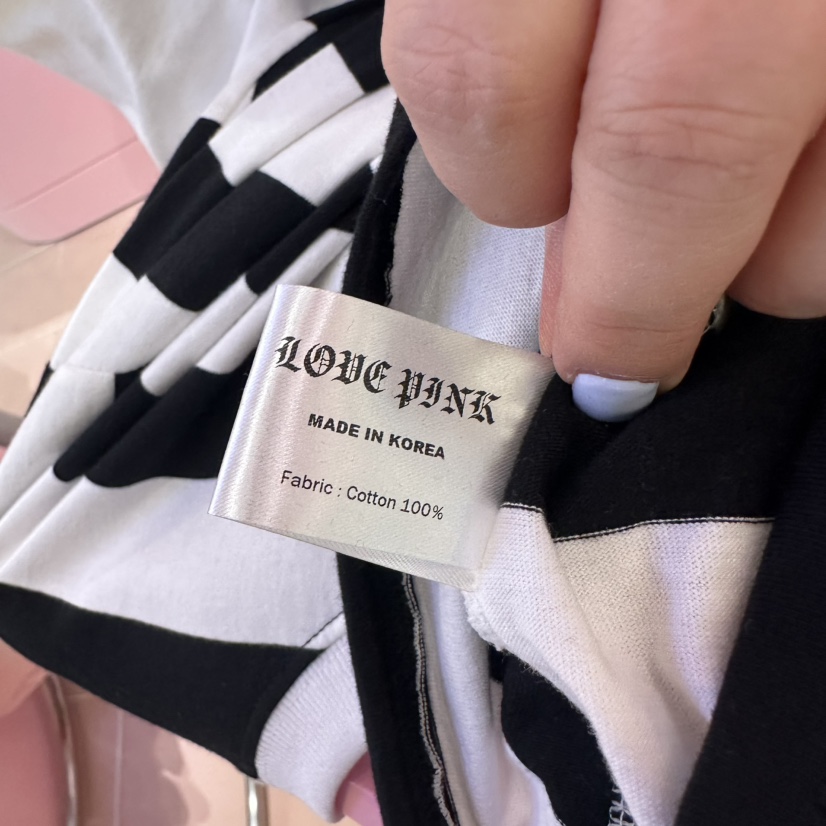 LOVE PINK
MADE IN KOREA
Fabric : Cotton 100%